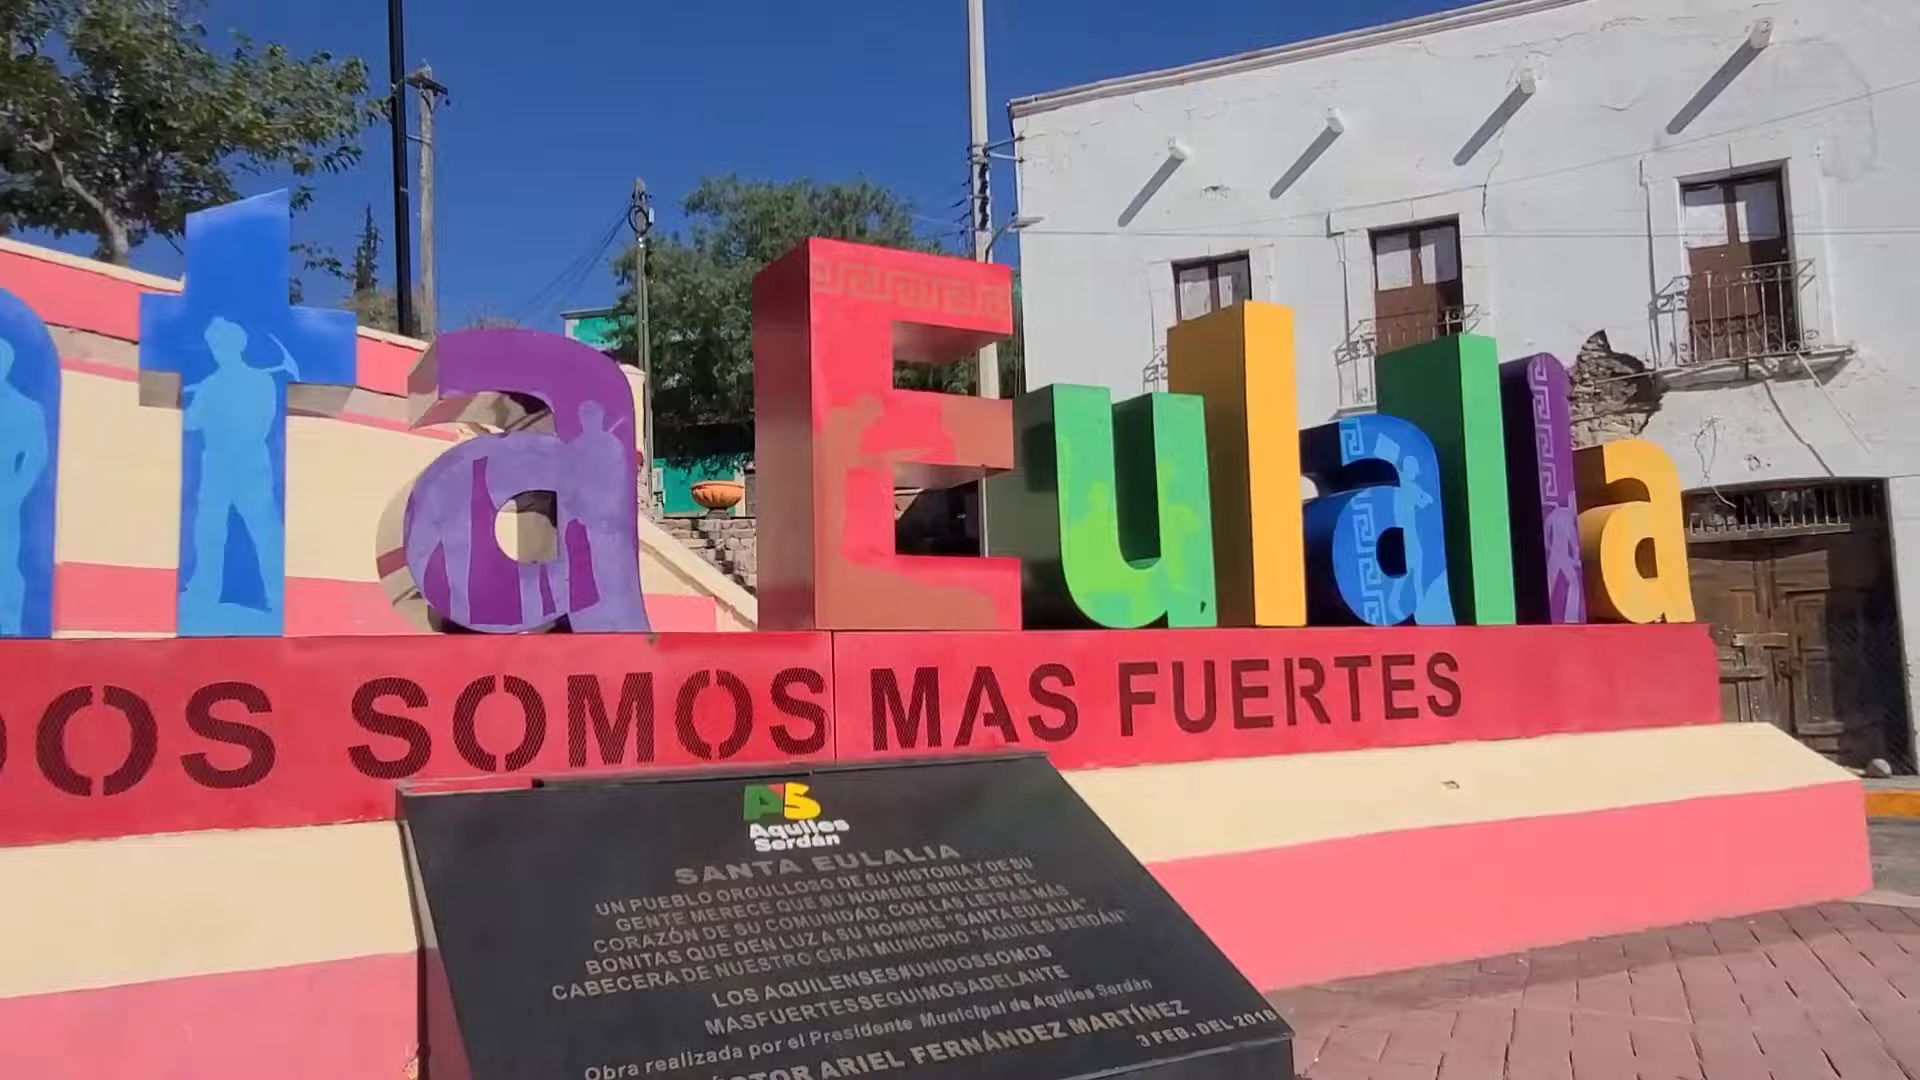 nta Eulalia
DOS SOMOS MAS FUERTES
AS
Aquiles
Serdán
SANTA EULALIA
UN PUEBLO ORGULLOSO DE SU HISTORIA Y DE SU
GENTE MERECE QUE SU NOMBRE BRILLE EN EL
CORAZÓN DE SU COMUNIDAD, CON LAS LETRAS MÁS
BONITAS QUE DEN LUZ A SU NOMBRE "SANTA EULALIA"
CABECERA DE NUESTRO GRAN MUNICIPIO "AQUILES SERDÁN"
LOS AQUILENSES#UNIDOSSOMOS
MASFUERTESSEGUIMOSADELANTE
Obra realizada por el Presidente Municipal de Aquiles Serdán
CTOR ARIEL FERNÁNDEZ MARTÍNEZ
3 FEB. DEL 2018